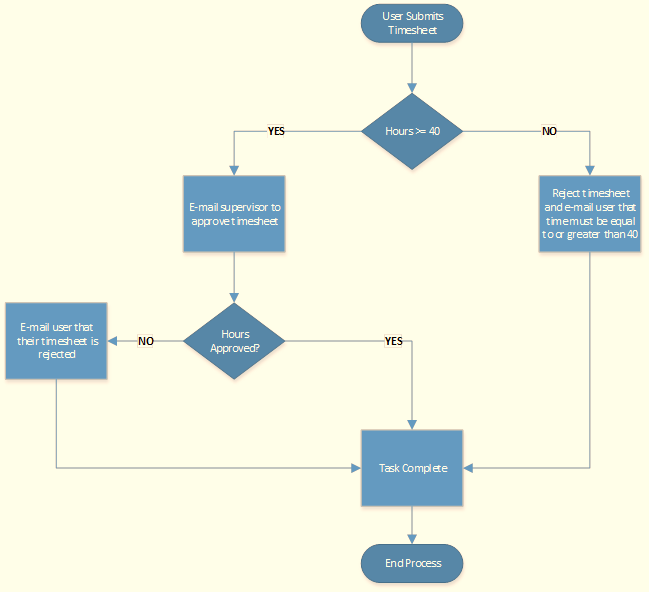 User Submits
Timesheet
Hours >= 40
YES
NO
E-mail supervisor to
approve timesheet
Reject timesheet
and e-mail user that
time must be equal
to or greater than 40
Hours
Approved?
E-mail user that
their timesheet is
rejected
NO
YES
Task Complete
End Process